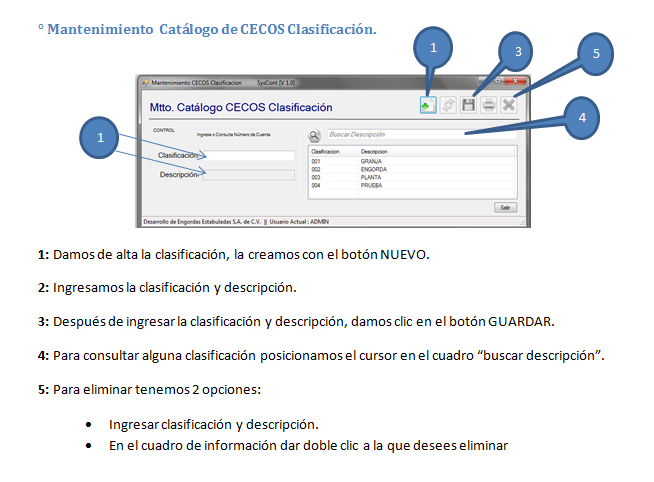 ° Mantenimiento Catálogo de CECOS Clasificación.
1
3
5
Mantenimiento CECOS Clasificacion SysCont [V 1.0]
Mtto. Catálogo CECOS Clasificación
4
1
CONTROL
Ingrese o Consulte Número de Cuenta
Buscar Descripción
Clasificación
Descripción
Clasificacion Descripcion
001 GRANJA
002 ENGORDA
003 PLANTA
004 PRUEBA
Salir
Desarrollo de Engordas Estabuladas S.A. de C.V. || Usuario Actual : ADMIN
1: Damos de alta la clasificación, la creamos con el botón NUEVO.
2: Ingresamos la clasificación y descripción.
3: Después de ingresar la clasificación y descripción, damos clic en el botón GUARDAR.
4: Para consultar alguna clasificación posicionamos el cursor en el cuadro “buscar descripción”.
5: Para eliminar tenemos 2 opciones:
• Ingresar clasificación y descripción.
• En el cuadro de información dar doble clic a la que desees eliminar